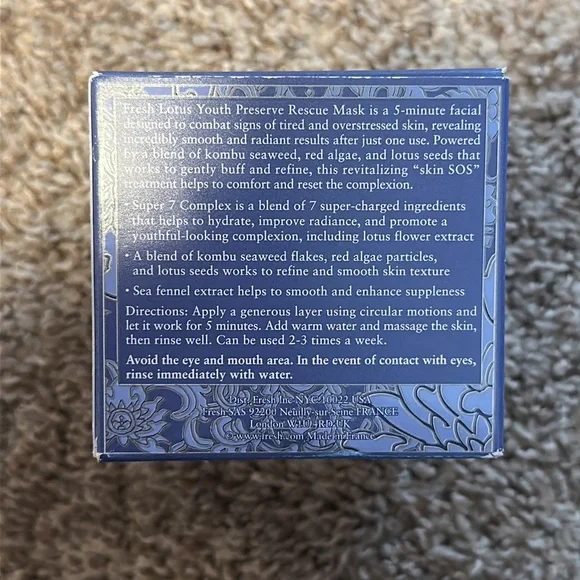 Fresh Lotus Youth Preserve Rescue Mask is a 5-minute facial
designed to combat signs of tired and overstressed skin, revealing
incredibly smooth and radiant results after just one use. Powered
by a blend of kombu seaweed, red algae, and lotus seeds that
works to gently buff and refine, this revitalizing “skin SOS”
treatment helps to comfort and reset the complexion.
• Super 7 Complex is a blend of 7 super-charged ingredients
that helps to hydrate, improve radiance, and promote a
youthful-looking complexion, including lotus flower extract
• A blend of kombu seaweed flakes, red algae particles,
and lotus seeds works to refine and smooth skin texture
• Sea fennel extract helps to smooth and enhance suppleness
Directions: Apply a generous layer using circular motions and
let it work for 5 minutes. Add warm water and massage the skin,
then rinse well. Can be used 2-3 times a week.
Avoid the eye and mouth area. In the event of contact with eyes,
rinse immediately with water.
Dist. Fresh Inc NYC 10022 USA
Fresh SAS 92200 Neuilly-sur-Seine FRANCE
London W1U 4RD UK
© www.fresh.com Made in France